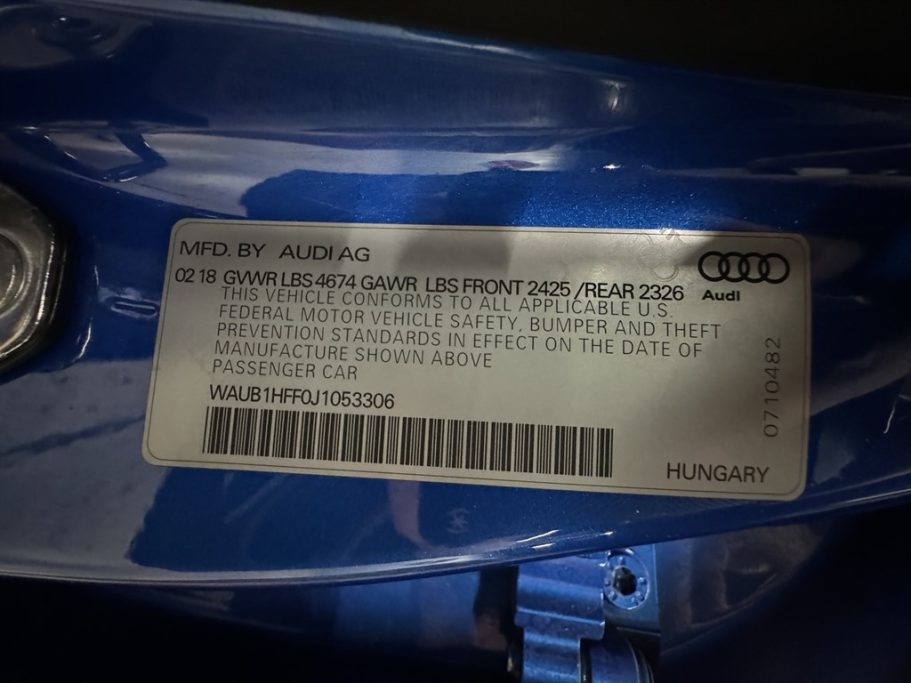 MFD. BY AUDI AG
02 18 GVWR LBS 4674 GAWR LBS FRONT 2425 /REAR 2326
THIS VEHICLE CONFORMS TO ALL APPLICABLE U.S.
FEDERAL MOTOR VEHICLE SAFETY, BUMPER AND THEFT
PREVENTION STANDARDS IN EFFECT ON THE DATE OF
MANUFACTURE SHOWN ABOVE
PASSENGER CAR
WAUB1HFF0J1053306
Audi
0710482
HUNGARY